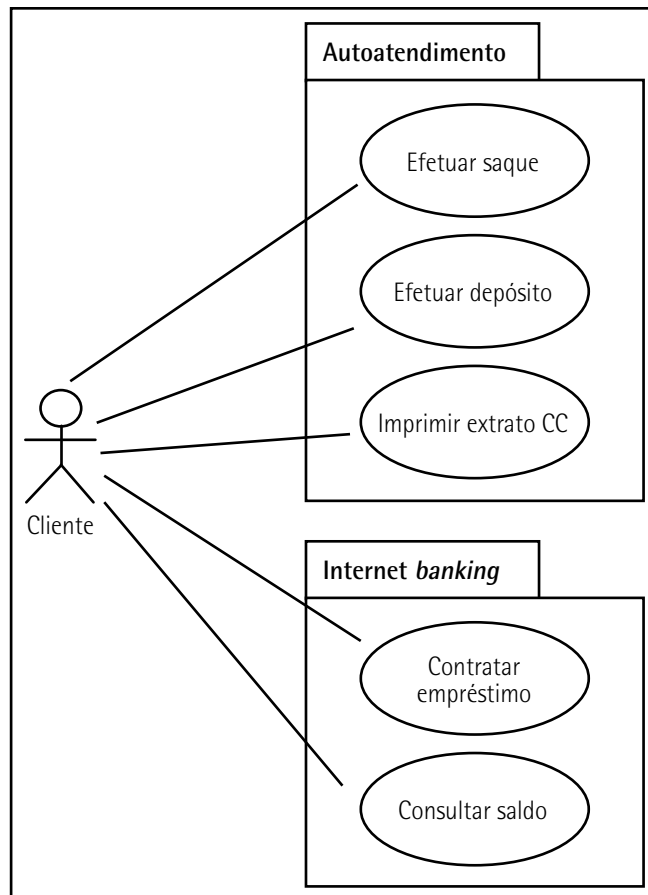 Autoatendimento
Efetuar saque
Efetuar depósito
Imprimir extrato CC
Cliente
Internet banking
Contratar
empréstimo
Consultar saldo